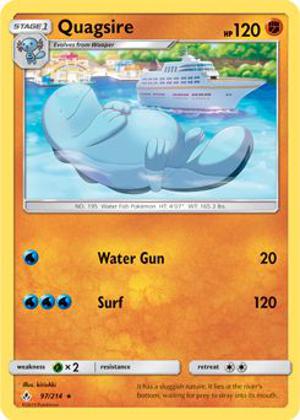 STAGE 1 Quagsire HP 120
Evolves from Wooper
NO. 195 Water Fish Pokémon HT: 4'07" WT: 165.3 lbs.
Water Gun 20
Surf 120
weakness ×2 resistance retreat
Illus. kirisAki
97/214 ★
©2019 Pokémon
It has a sluggish nature. It lies at the river's
bottom, waiting for prey to stray into its mouth.